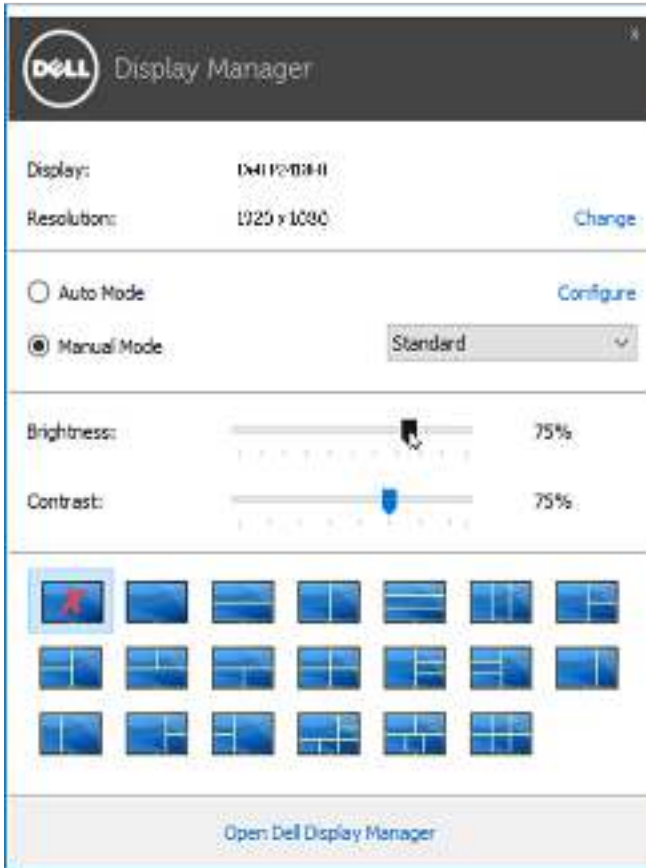 DELL Display Manager
Display:
Resolution: 1920 x 1080 Change
Auto Mode Configure
Manual Mode Standard
Brightness: 75%
Contrast: 75%
Open Dell Display Manager